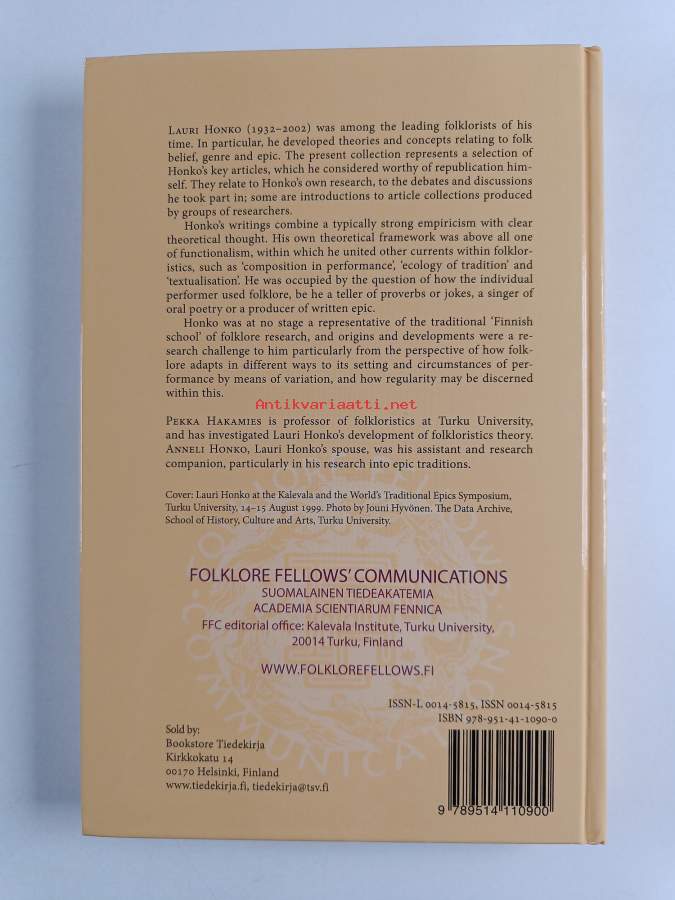 Lauri Honko (1932–2002) was among the leading folklorists of his
time. In particular, he developed theories and concepts relating to folk
belief, genre and epic. The present collection represents a selection of
Honko's key articles, which he considered worthy of republication him-
self. They relate to Honko's own research, to the debates and discussions
he took part in; some are introductions to article collections produced
by groups of researchers.
Honko's writings combine a typically strong empiricism with clear
theoretical thought. His own theoretical framework was above all one
of functionalism, within which he united other currents within folklor-
istics, such as 'composition in performance', 'ecology of tradition' and
'textualisation'. He was occupied by the question of how the individual
performer used folklore, be he a teller of proverbs or jokes, a singer of
oral poetry or a producer of written epic.
Honko was at no stage a representative of the traditional 'Finnish
school' of folklore research, and origins and developments were a re-
search challenge to him particularly from the perspective of how folk-
lore adapts in different ways to its setting and circumstances of per-
formance by means of variation, and how regularity may be discerned
within this.
Antikvariaatti.net
Pekka Hakamies is professor of folkloristics at Turku University,
and has investigated Lauri Honko's development of folkloristics theory.
Anneli Honko, Lauri Honko's spouse, was his assistant and research
companion, particularly in his research into epic traditions.
Cover: Lauri Honko at the Kalevala and the World's Traditional Epics Symposium,
Turku University, 14–15 August 1999. Photo by Jouni Hyvönen. The Data Archive,
School of History, Culture and Arts, Turku University.
FOLKLORE FELLOWS' COMMUNICATIONS
SUOMALAINEN TIEDEAKATEMIA
ACADEMIA SCIENTIARUM FENNICA
FFC editorial office: Kalevala Institute, Turku University,
20014 Turku, Finland
WWW.FOLKLOREFELLOWS.FI
ISSN-L 0014-5815, ISSN 0014-5815
ISBN 978-951-41-1090-0
Sold by:
Bookstore Tiedekirja
Kirkkokatu 14
00170 Helsinki, Finland
www.tiedekirja.fi, tiedekirja@tsv.fi
9 789514 110900